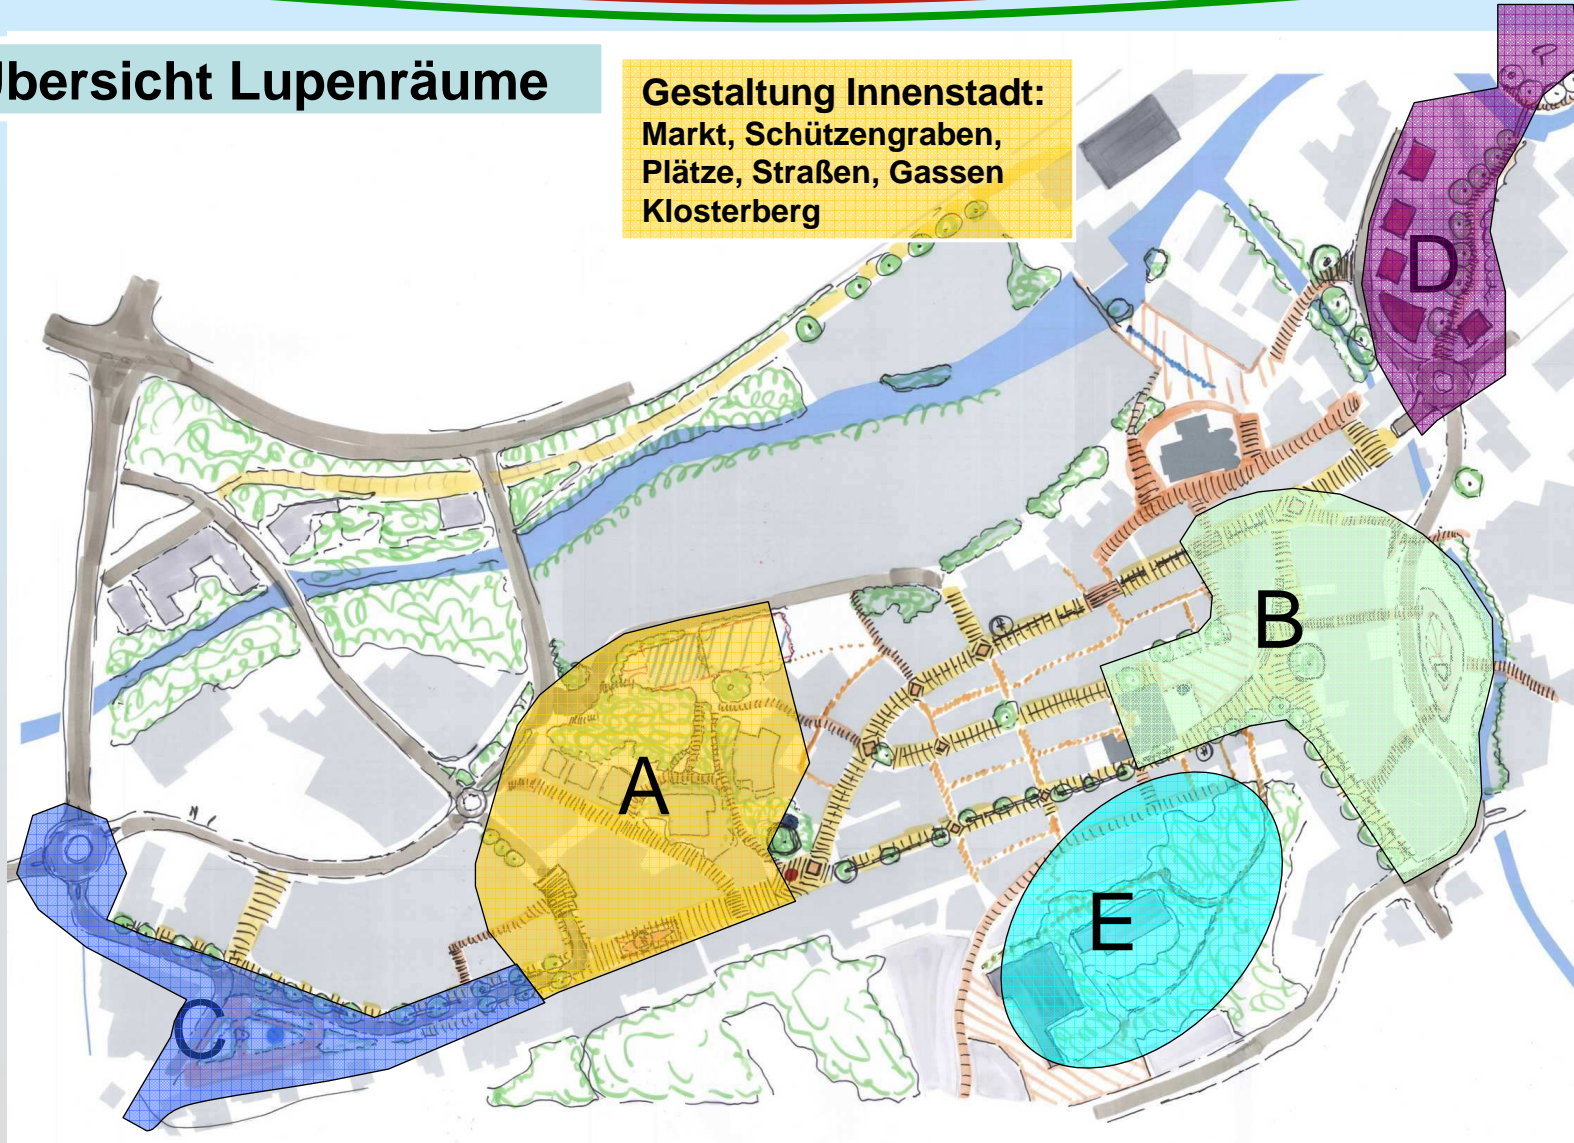 Übersicht Lupenräume
Gestaltung Innenstadt:
Markt, Schützengraben,
Plätze, Straßen, Gassen
Klosterberg
D
B
A
E
C